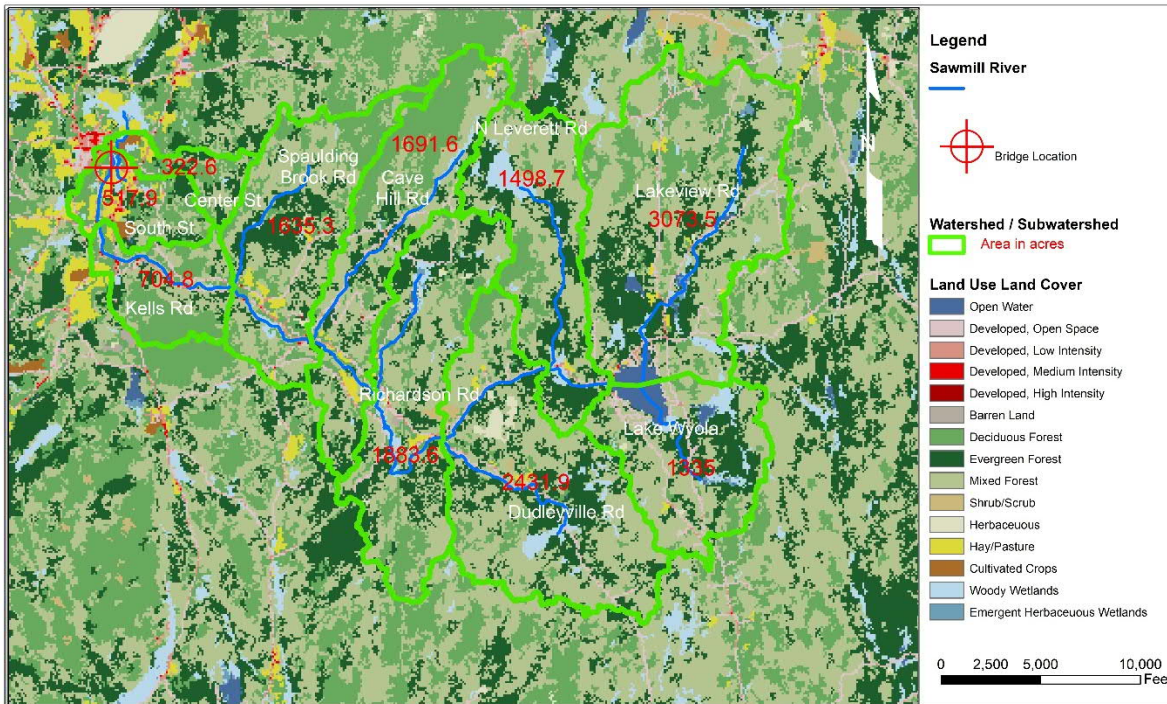 N Leverett Rd
1691.6
322.6
Spaulding
Brook Rd
Cave
Hill Rd
1498.7
Lakeview Rd
3073.5
517.9
Center St
South St
1635.3
704.8
Kells Rd
Richardson Rd
Lake Wyola
1883.6
2431.9
1335
Dudleyville Rd
Legend
Sawmill River
N
Bridge Location
Watershed / Subwatershed
Area in acres
Land Use Land Cover
Open Water
Developed, Open Space
Developed, Low Intensity
Developed, Medium Intensity
Developed, High Intensity
Barren Land
Deciduous Forest
Evergreen Forest
Mixed Forest
Shrub/Scrub
Herbaceuous
Hay/Pasture
Cultivated Crops
Woody Wetlands
Emergent Herbaceuous Wetlands
0 2,500 5,000 10,000
Fee